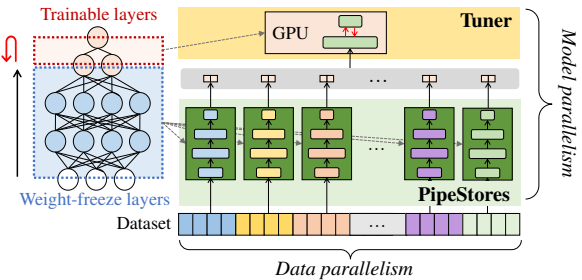 Trainable layers
Tuner
GPU
...
Model parallelism
...
PipeStores
Weight-freeze layers
Dataset
...
Data parallelism